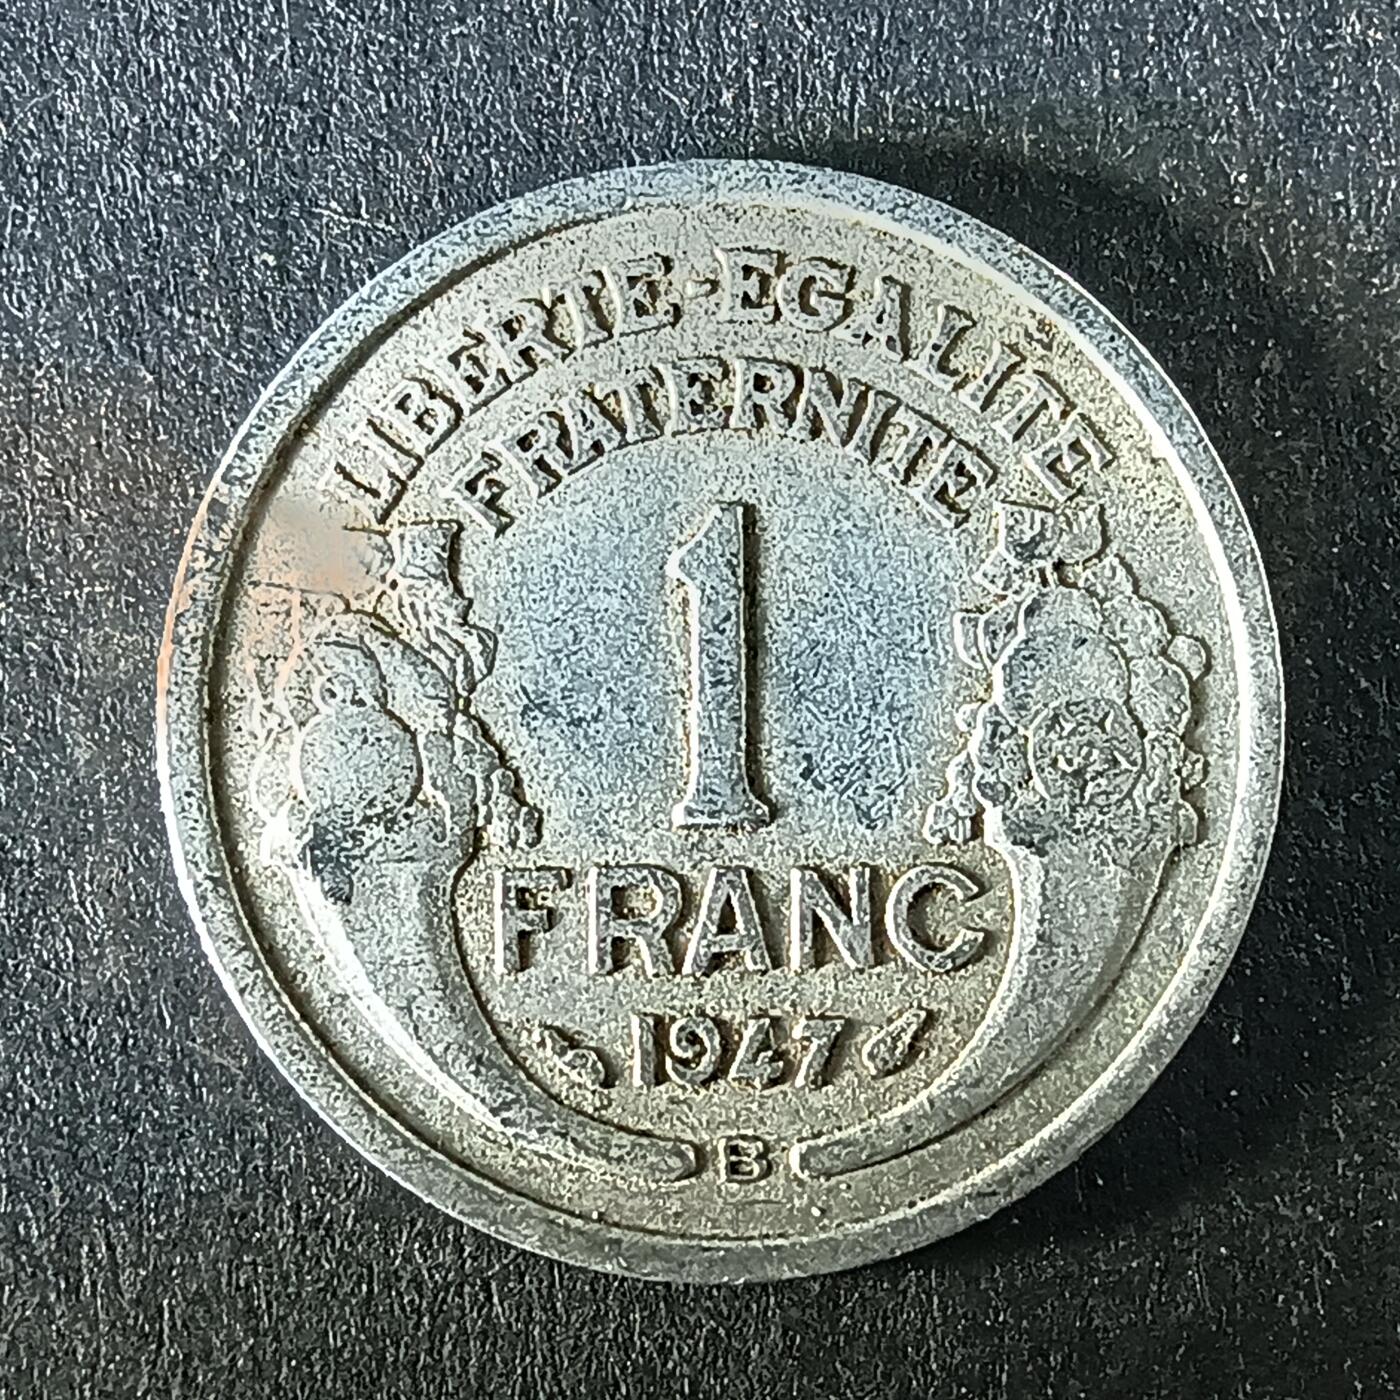 LIBERTE-EGALITE
FRATERNITE
1
FRANC
1947
B